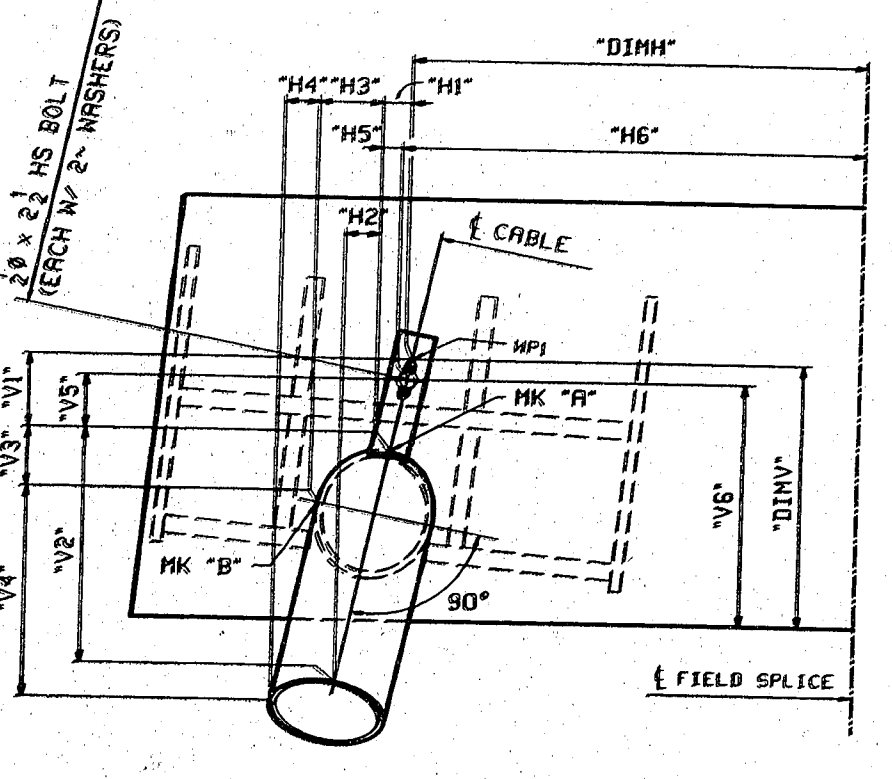 "DIMH"
"H4" "H3" "H1"
"H5" "H6"
"H2"
℄ CABLE
1/2 ø x 2 1/2 HS BOLT
(EACH W/ 2~ WASHERS)
WP1
MK "A"
"V1"
"V5"
"V3"
"V2"
"V4"
"V6"
"DIMV"
MK "B"
90°
℄ FIELD SPLICE